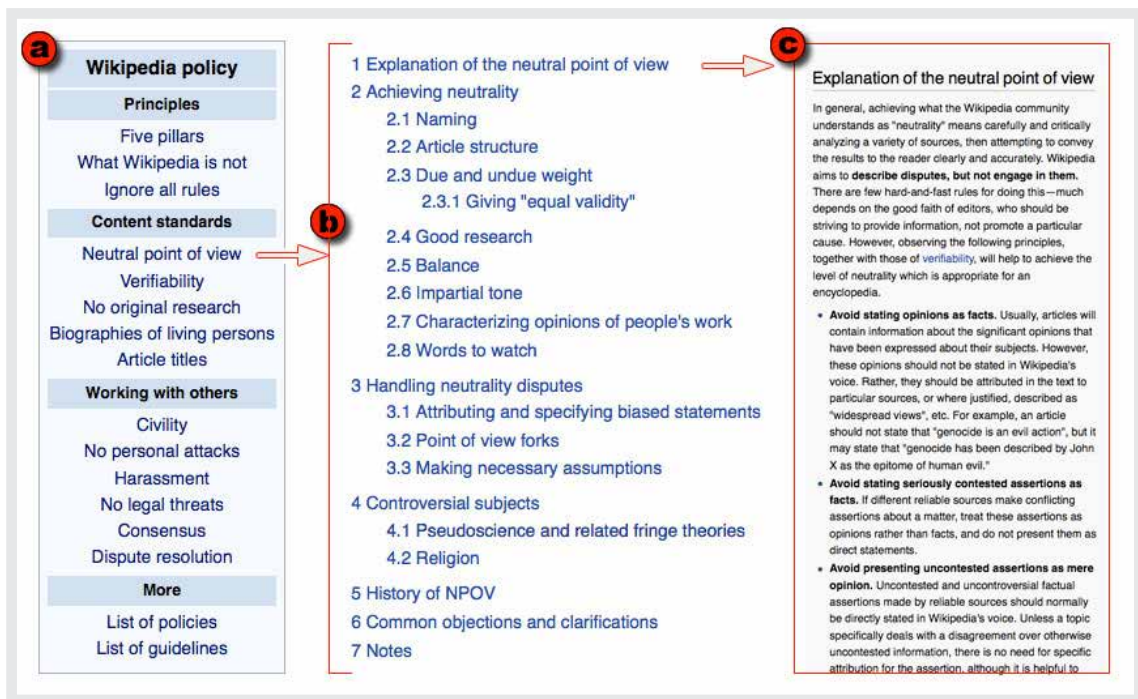 a
Wikipedia policy
Principles
Five pillars
What Wikipedia is not
Ignore all rules
Content standards
Neutral point of view
Verifiability
No original research
Biographies of living persons
Article titles
Working with others
Civility
No personal attacks
Harassment
No legal threats
Consensus
Dispute resolution
More
List of policies
List of guidelines
b
1 Explanation of the neutral point of view
2 Achieving neutrality
2.1 Naming
2.2 Article structure
2.3 Due and undue weight
2.3.1 Giving "equal validity"
2.4 Good research
2.5 Balance
2.6 Impartial tone
2.7 Characterizing opinions of people's work
2.8 Words to watch
3 Handling neutrality disputes
3.1 Attributing and specifying biased statements
3.2 Point of view forks
3.3 Making necessary assumptions
4 Controversial subjects
4.1 Pseudoscience and related fringe theories
4.2 Religion
5 History of NPOV
6 Common objections and clarifications
7 Notes
c
Explanation of the neutral point of view
In general, achieving what the Wikipedia community
understands as "neutrality" means carefully and critically
analyzing a variety of sources, then attempting to convey
the results to the reader clearly and accurately. Wikipedia
aims to describe disputes, but not engage in them.
There are few hard-and-fast rules for doing this—much
depends on the good faith of editors, who should be
striving to provide information, not promote a particular
cause. However, observing the following principles,
together with those of verifiability, will help to achieve the
level of neutrality which is appropriate for an
encyclopedia.
• Avoid stating opinions as facts. Usually, articles will
contain information about the significant opinions that
have been expressed about their subjects. However,
these opinions should not be stated in Wikipedia's
voice. Rather, they should be attributed in the text to
particular sources, or where justified, described as
"widespread views", etc. For example, an article
should not state that "genocide is an evil action", but it
may state that "genocide has been described by John
X as the epitome of human evil."
• Avoid stating seriously contested assertions as
facts. If different reliable sources make conflicting
assertions about a matter, treat these assertions as
opinions rather than facts, and do not present them as
direct statements.
• Avoid presenting uncontested assertions as mere
opinion. Uncontested and uncontroversial factual
assertions made by reliable sources should normally
be directly stated in Wikipedia's voice. Unless a topic
specifically deals with a disagreement over otherwise
uncontested information, there is no need for specific
attribution for the assertion, although it is helpful to